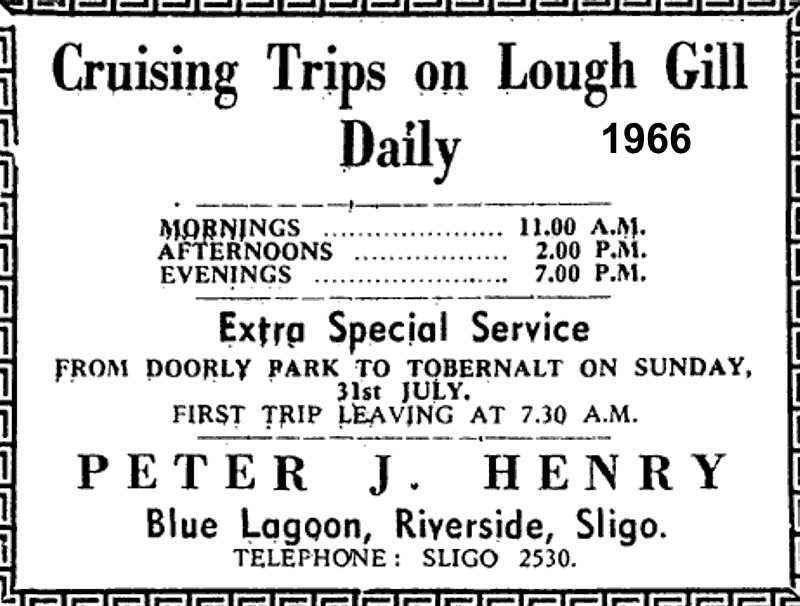 Cruising Trips on Lough Gill
Daily
1966
MORNINGS .................... 11.00 A.M.
AFTERNOONS ................. 2.00 P.M.
EVENINGS ...................... 7.00 P.M.
Extra Special Service
FROM DOORLY PARK TO TOBERNALT ON SUNDAY,
31st JULY.
FIRST TRIP LEAVING AT 7.30 A.M.
PETER J. HENRY
Blue Lagoon, Riverside, Sligo.
TELEPHONE: SLIGO 2530.